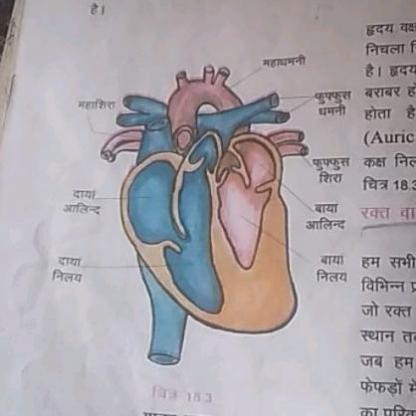 है।
हृदय वक्ष
निचला
है। हृदय
बराबर हो
होता है
(Auric
कक्ष
चित्र 18.
रक्त वा
हम सभी
विभिन्न
जो रक्त
स्थान
जब हम
फेफड़ों में
महाधमनी
महाशिरा
फुफ्फुस
धमनी
फुफ्फुस
शिरा
दायां
आलिन्द
बाया
आलिन्द
दायां
निलय
बायां
निलय
चित्र 18.3